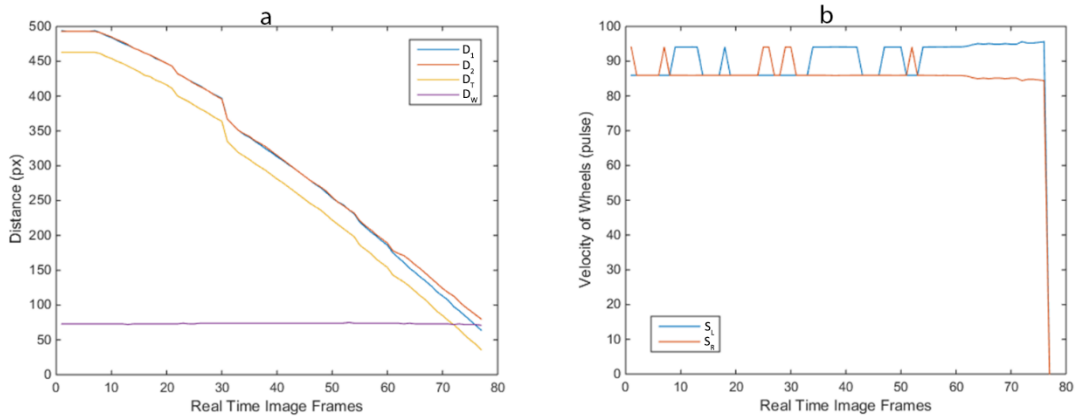 a
500
450
400
350
300
250
200
150
100
50
0
0 10 20 30 40 50 60 70 80
Distance (px)
Real Time Image Frames
D1
D2
DT
DW
b
100
90
80
70
60
50
40
30
20
10
0
0 10 20 30 40 50 60 70 80
Velocity of Wheels (pulse)
Real Time Image Frames
SL
SR